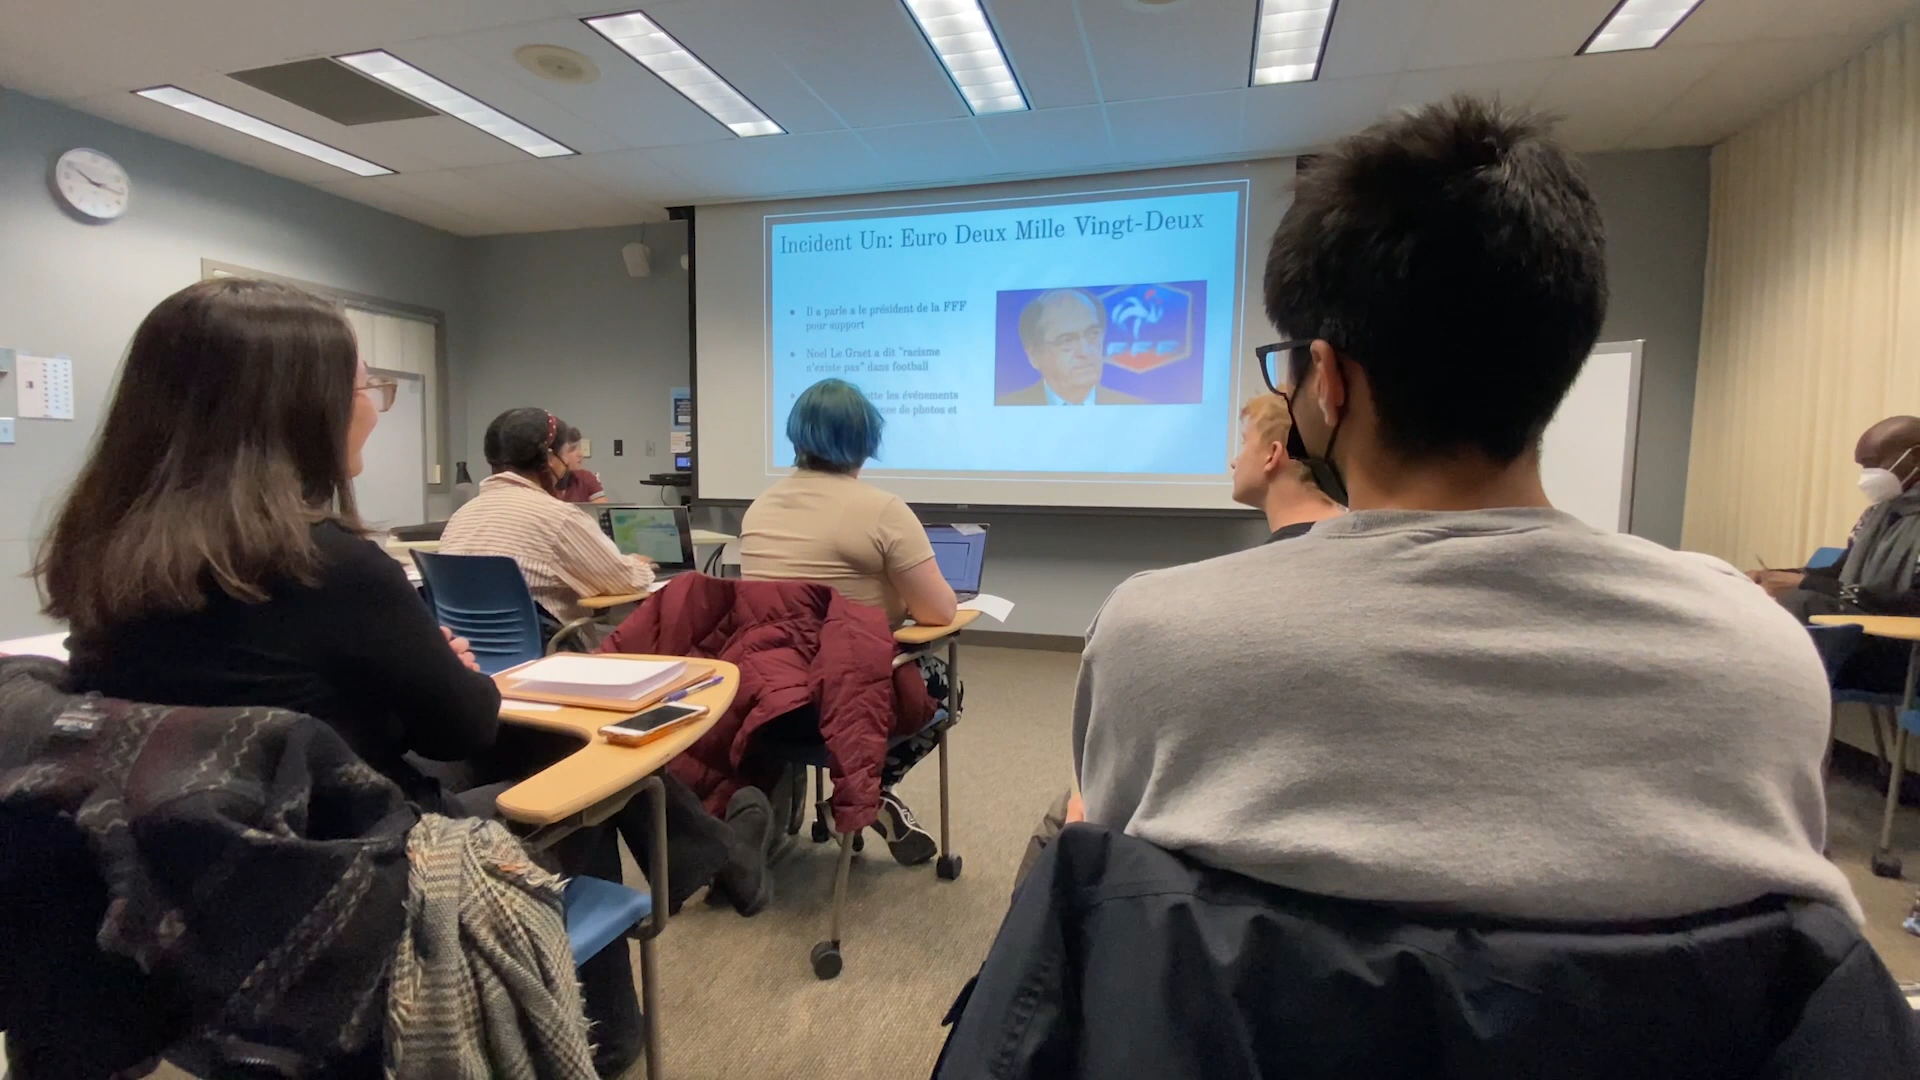 Incident Un: Euro Deux Mille Vingt-Deux
Il a parle a le président de la FFF
pour support
Noel Le Graet a dit "racisme
n'existe pas" dans football
les événements
de photos et
FFF